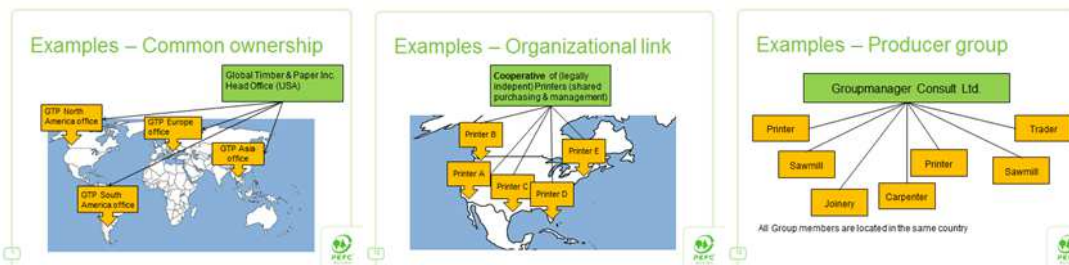 Examples – Common ownership
Global Timber & Paper Inc.
Head Office (USA)
GTP North
America office
GTP Europe
office
GTP Asia
office
GTP South
America office
PEFC
Examples – Organizational link
Cooperative of (legally
indepent) Printers (shared
purchasing & management)
Printer B
Printer E
Printer A
Printer C
Printer D
PEFC
Examples – Producer group
Groupmanager Consult Ltd.
Printer
Trader
Sawmill
Printer
Sawmill
Joinery
Carpenter
All Group members are located in the same country
PEFC